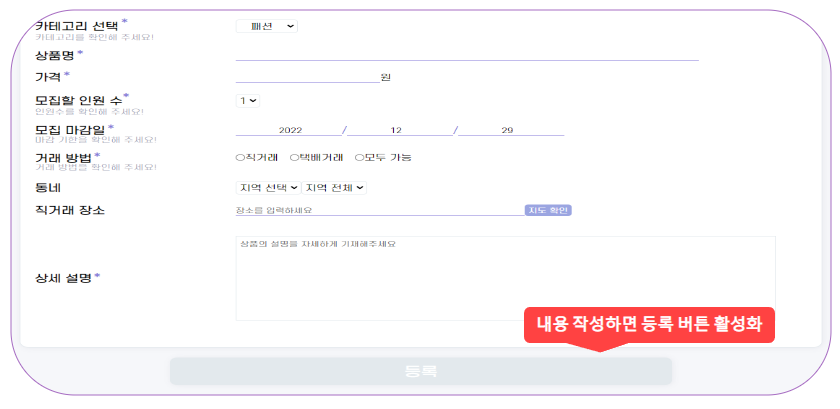 카테고리 선택 * 패션
카테고리를 확인해 주세요!
상품명 *
가격 * 원
모집할 인원 수 * 1
인원수를 확인해 주세요!
모집 마감일 * 2022 / 12 / 29
마감 기한을 확인해 주세요!
거래 방법 * 직거래 택배거래 모두 가능
거래 방법을 확인해 주세요!
동네 지역 선택 지역 전체
직거래 장소 장소를 입력하세요 지도 확인
상품의 설명을 자세하게 기재해주세요
상세 설명 *
내용 작성하면 등록 버튼 활성화
등록